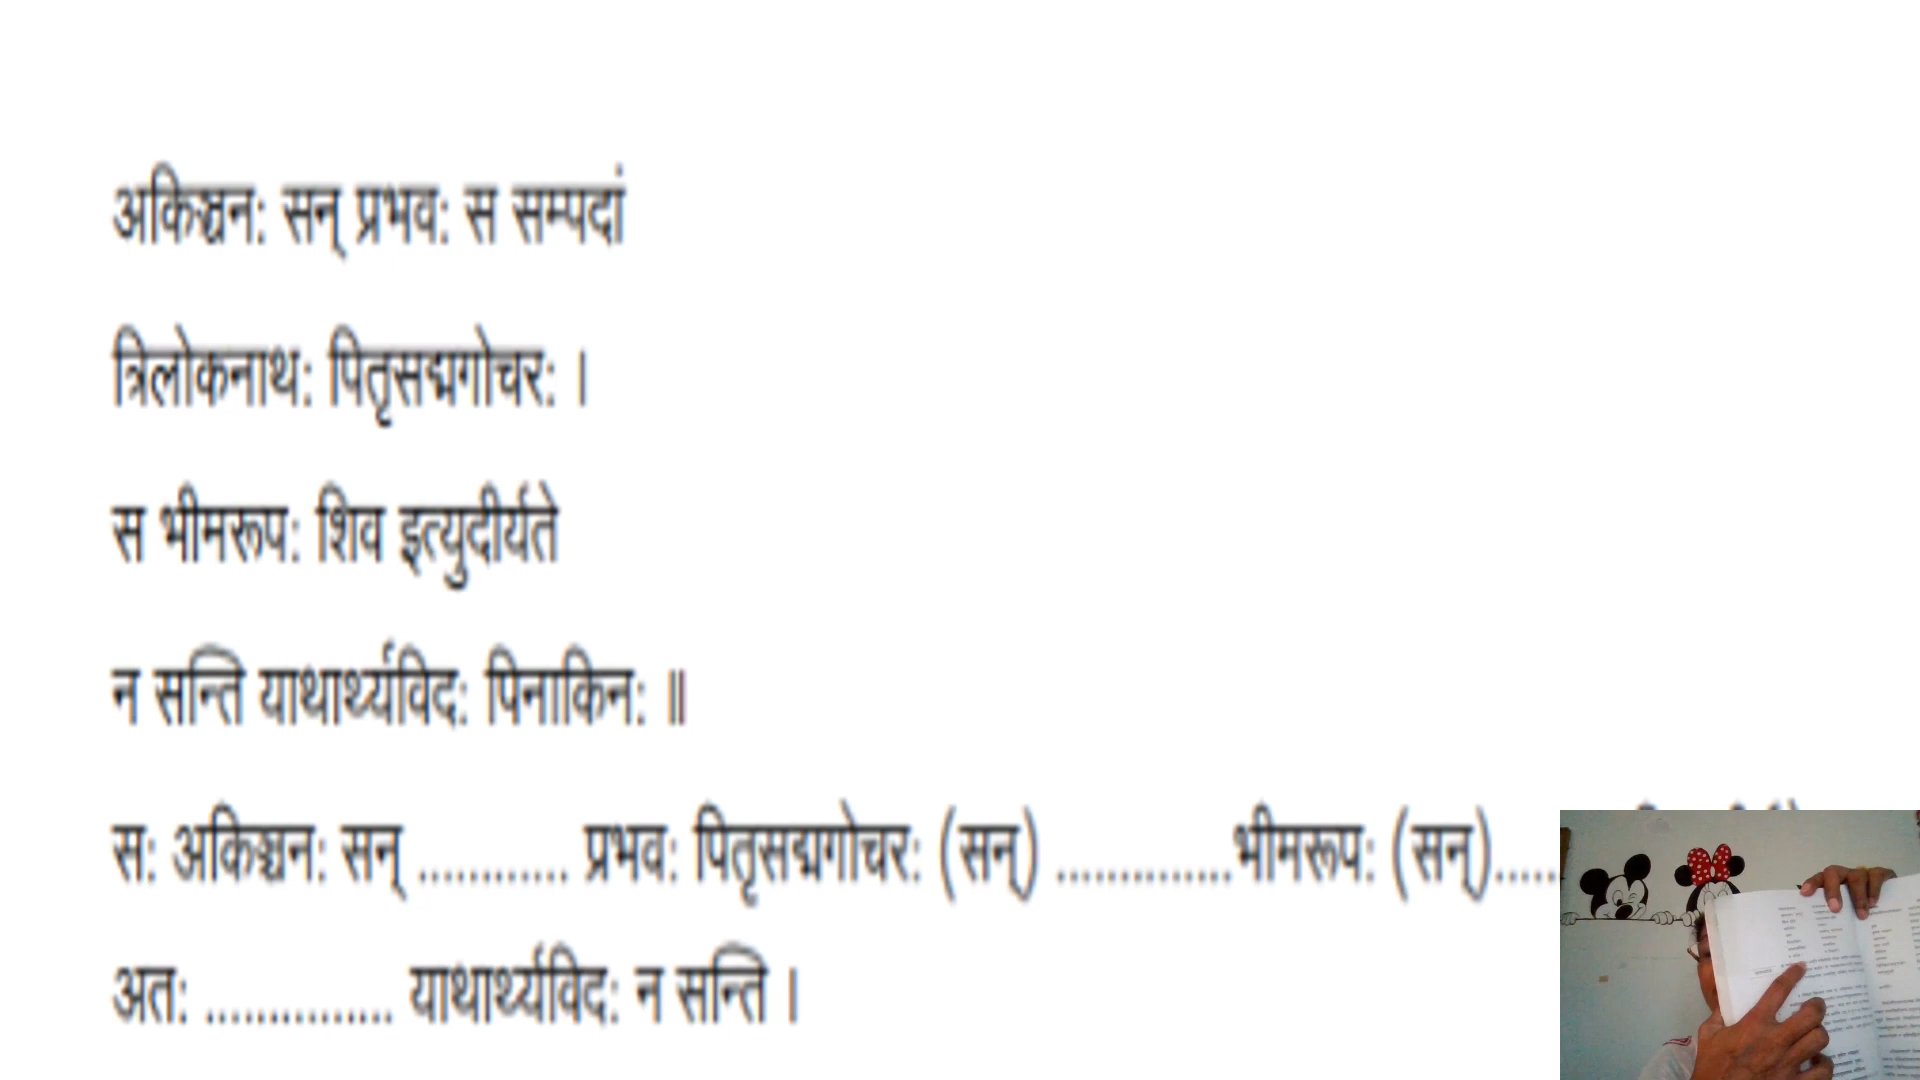 अकिञ्चन: सन् प्रभव: स सम्पदां
त्रिलोकनाथ: पितृसद्मगोचर: ।
स भीमरूप: शिव इत्युदीर्यते
न सन्ति याथार्थ्यविद: पिनाकिन: ॥
स: अकिञ्चन: सन् ............ प्रभव: पितृसद्मगोचर: (सन्) ..............भीमरूप: (सन्).....
अत: ............... याथार्थ्यविद: न सन्ति ।